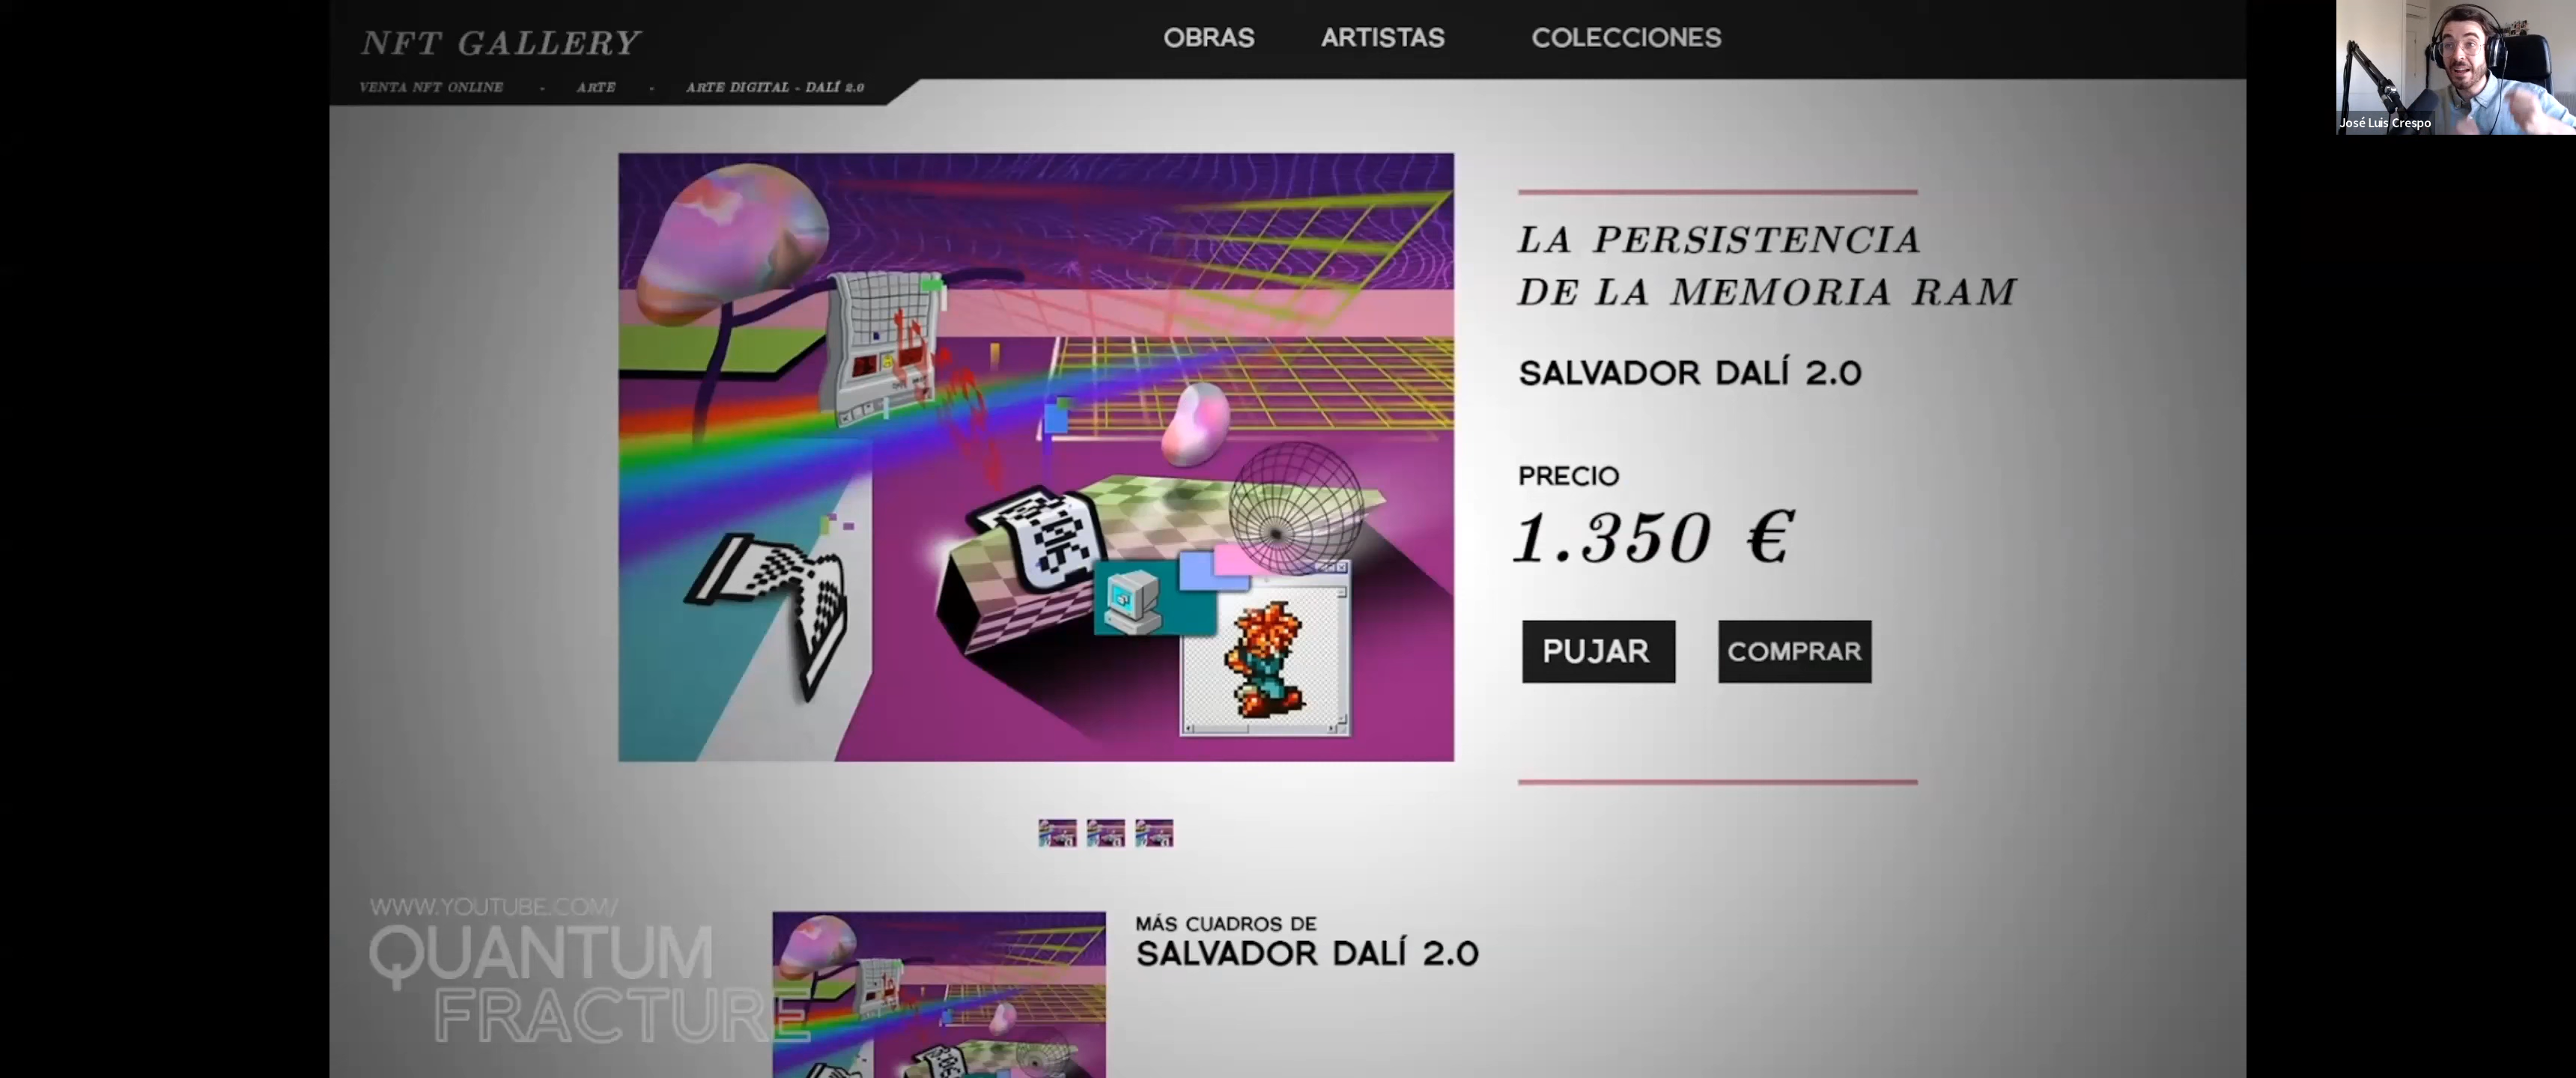 NFT GALLERY
OBRAS ARTISTAS COLECCIONES
VENTA NFT ONLINE - ARTE - ARTE DIGITAL - DALÍ 2.0
José Luis Crespo
LA PERSISTENCIA
DE LA MEMORIA RAM
SALVADOR DALÍ 2.0
PRECIO
1.350 €
PUJAR COMPRAR
WWW.YOUTUBE.COM/
QUANTUM
FRACTURE
MÁS CUADROS DE
SALVADOR DALÍ 2.0